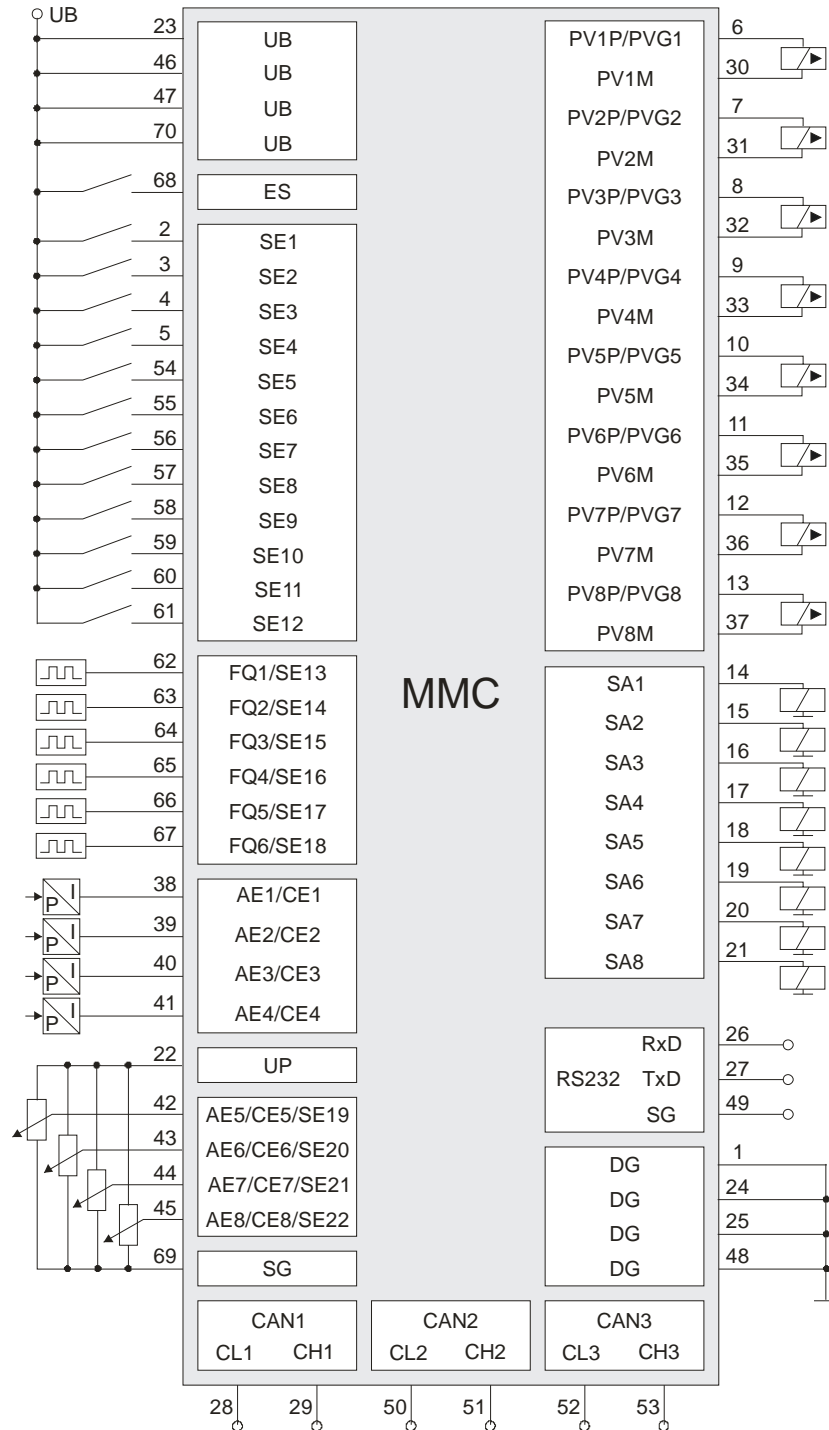 UB
23 UB
46 UB
47 UB
70 UB
68 ES
2 SE1
3 SE2
4 SE3
5 SE4
54 SE5
55 SE6
56 SE7
57 SE8
58 SE9
59 SE10
60 SE11
61 SE12
62 FQ1/SE13
63 FQ2/SE14
64 FQ3/SE15
65 FQ4/SE16
66 FQ5/SE17
67 FQ6/SE18
P I 38 AE1/CE1
P I 39 AE2/CE2
P I 40 AE3/CE3
P I 41 AE4/CE4
22 UP
42 AE5/CE5/SE19
43 AE6/CE6/SE20
44 AE7/CE7/SE21
45 AE8/CE8/SE22
69 SG
MMC
PV1P/PVG1 6
PV1M 30
PV2P/PVG2 7
PV2M 31
PV3P/PVG3 8
PV3M 32
PV4P/PVG4 9
PV4M 33
PV5P/PVG5 10
PV5M 34
PV6P/PVG6 11
PV6M 35
PV7P/PVG7 12
PV7M 36
PV8P/PVG8 13
PV8M 37
SA1 14
SA2 15
SA3 16
SA4 17
SA5 18
SA6 19
SA7 20
SA8 21
RxD 26
RS232 TxD 27
SG 49
DG 1
DG 24
DG 25
DG 48
CAN1 CAN2 CAN3
CL1 CH1 CL2 CH2 CL3 CH3
28 29 50 51 52 53